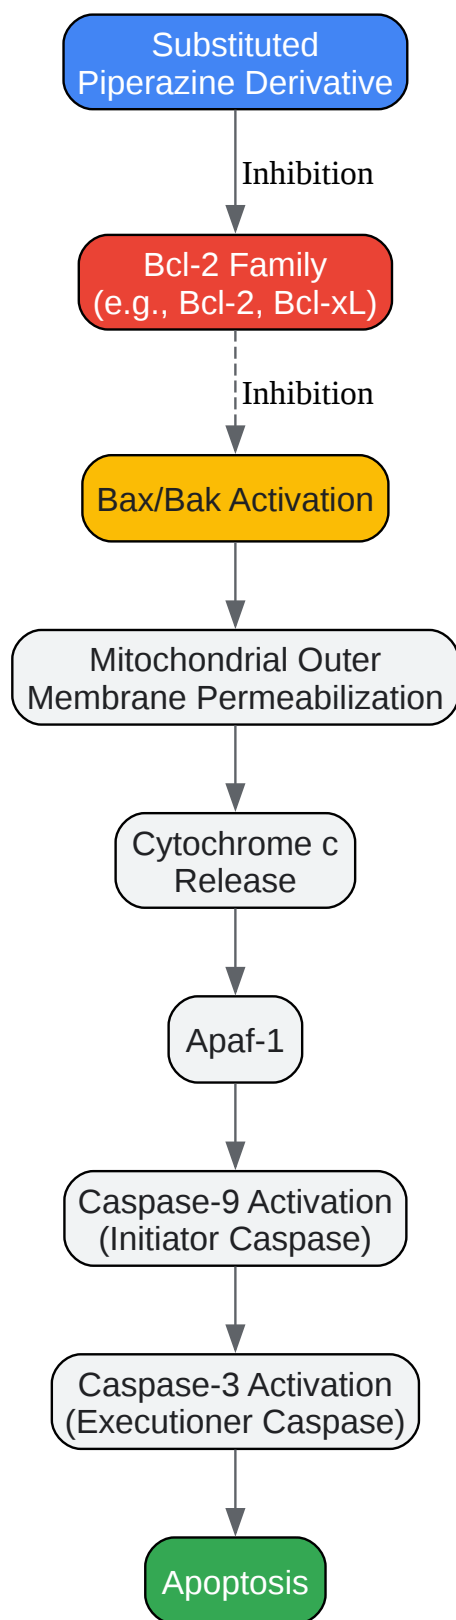 Substituted
Piperazine Derivative
Inhibition
Bcl-2 Family
(e.g., Bcl-2, Bcl-xL)
Inhibition
Bax/Bak Activation
Mitochondrial Outer
Membrane Permeabilization
Cytochrome c
Release
Apaf-1
Caspase-9 Activation
(Initiator Caspase)
Caspase-3 Activation
(Executioner Caspase)
Apoptosis